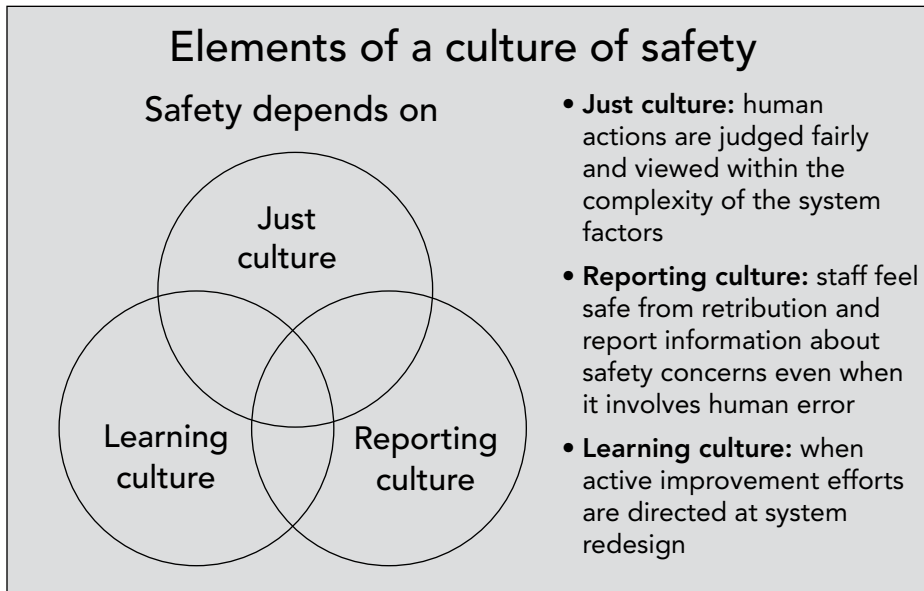 Elements of a culture of safety
Safety depends on
Just
culture
Learning
culture
Reporting
culture
• Just culture: human
actions are judged fairly
and viewed within the
complexity of the system
factors
• Reporting culture: staff feel
safe from retribution and
report information about
safety concerns even when
it involves human error
• Learning culture: when
active improvement efforts
are directed at system
redesign